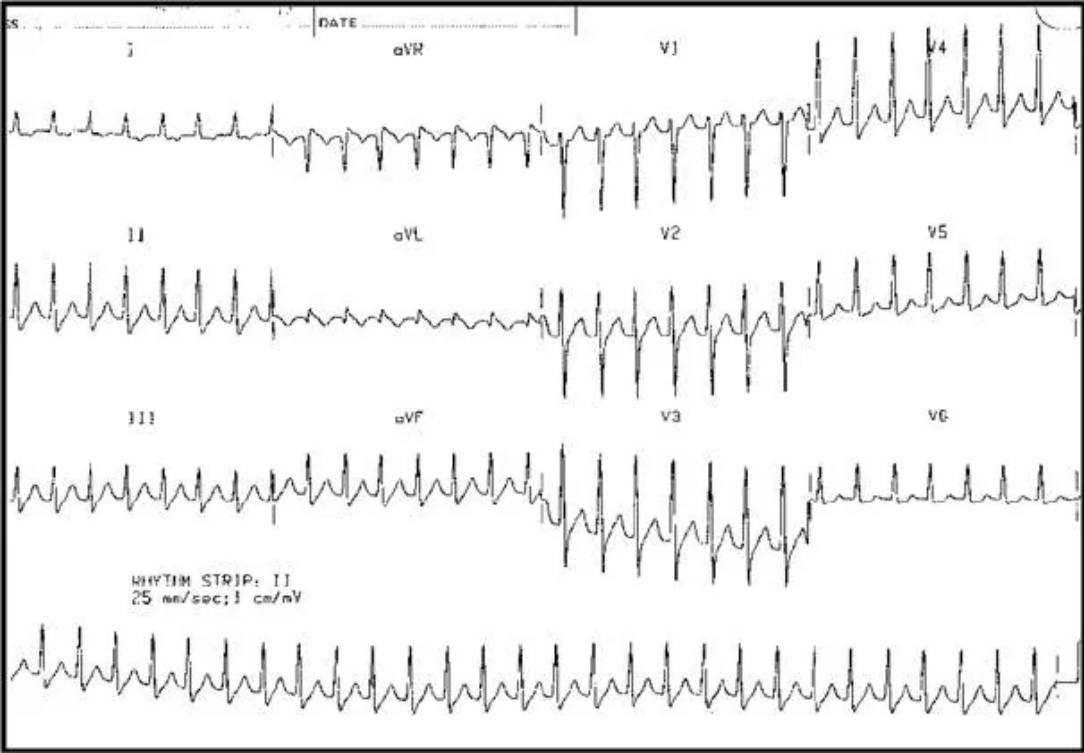 DATE
I aVR V1 V4
II aVL V2 V5
III aVF V3 V6
RHYTHM STRIP: II
25 mm/sec;1 cm/mV